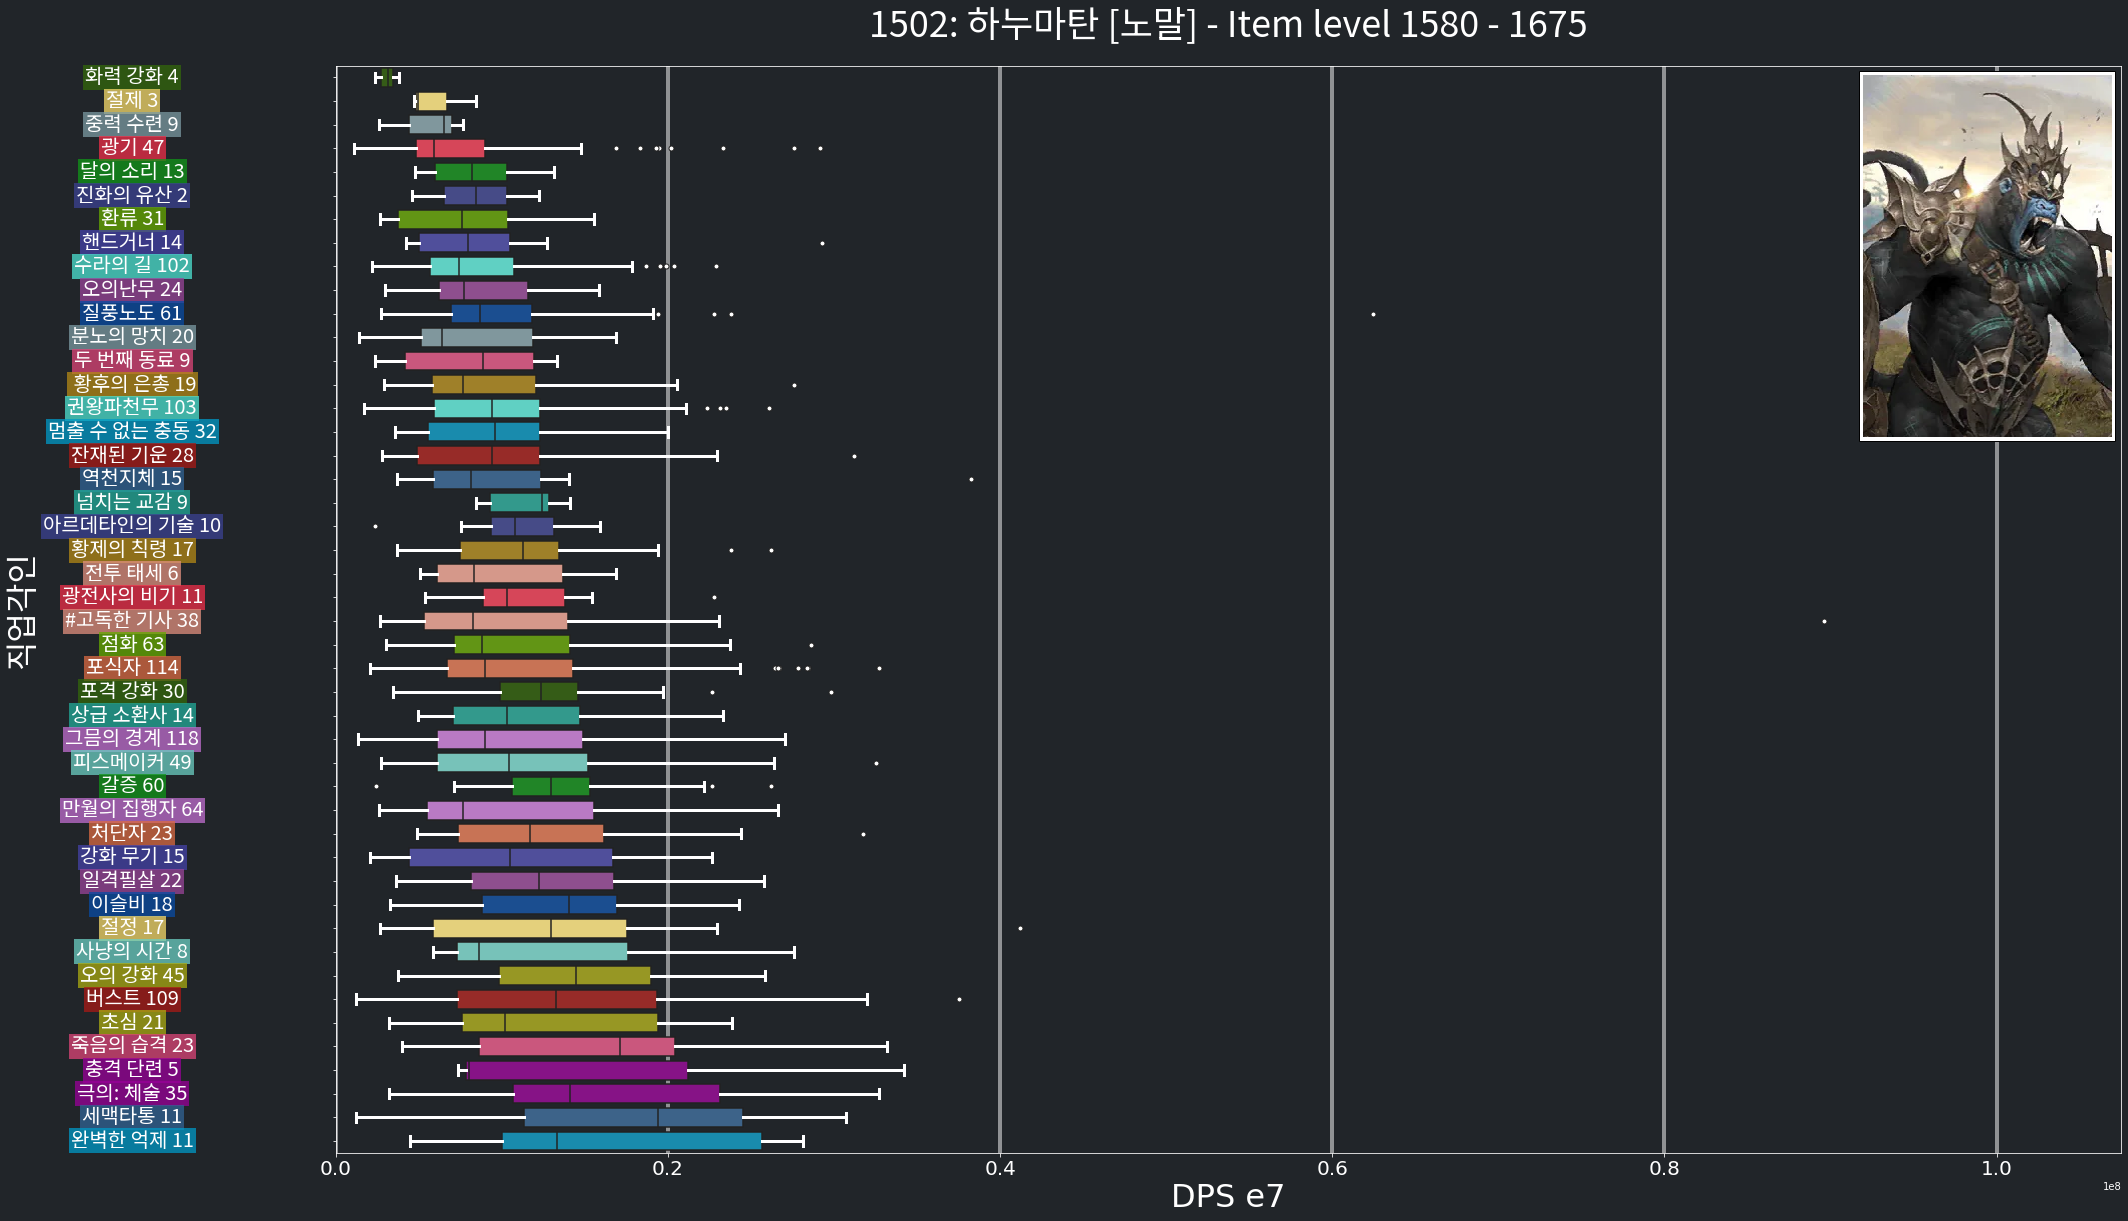 1502: 하누마탄 [노말] - Item level 1580 - 1675
화력 강화 4
절제 3
중력 수련 9
광기 47
달의 소리 13
진화의 유산 2
환류 31
핸드거너 14
수라의 길 102
오의난무 24
질풍노도 61
분노의 망치 20
두 번째 동료 9
황후의 은총 19
권왕파천무 103
멈출 수 없는 충동 32
잔재된 기운 28
역천지체 15
넘치는 교감 9
아르데타인의 기술 10
황제의 칙령 17
전투 태세 6
광전사의 비기 11
#고독한 기사 38
점화 63
포식자 114
포격 강화 30
상급 소환사 14
그믐의 경계 118
피스메이커 49
갈증 60
만월의 집행자 64
처단자 23
강화 무기 15
일격필살 22
이슬비 18
절정 17
사냥의 시간 8
오의 강화 45
버스트 109
초심 21
죽음의 습격 23
충격 단련 5
극의: 체술 35
세맥타통 11
완벽한 억제 11
직업각인
0.0 0.2 0.4 0.6 0.8 1.0
1e8
DPS e7